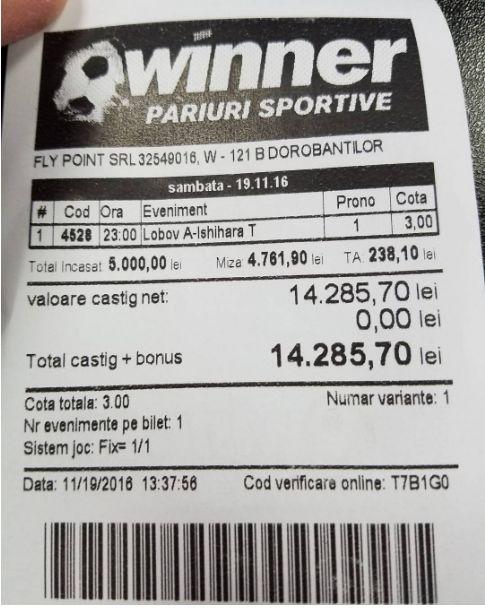 winner
PARIURI SPORTIVE
FLY POINT SRL 32549016, W - 121 B DOROBANTILOR
sambata - 19.11.16
# Cod Ora Eveniment Prono Cota
1 4528 23:00 Lobov A-Ishihara T 1 3,00
Total Incasat 5.000,00 lei Miza: 4.761,90 lei TA: 238,10 lei
valoare castig net: 14.285,70 lei
0,00 lei
Total castig + bonus 14.285,70 lei
Cota totala: 3.00 Numar variante: 1
Nr evenimente pe bilet: 1
Sistem joc: Fix= 1/1
Data: 11/19/2016 13:37:56 Cod verificare online: T7B1G0